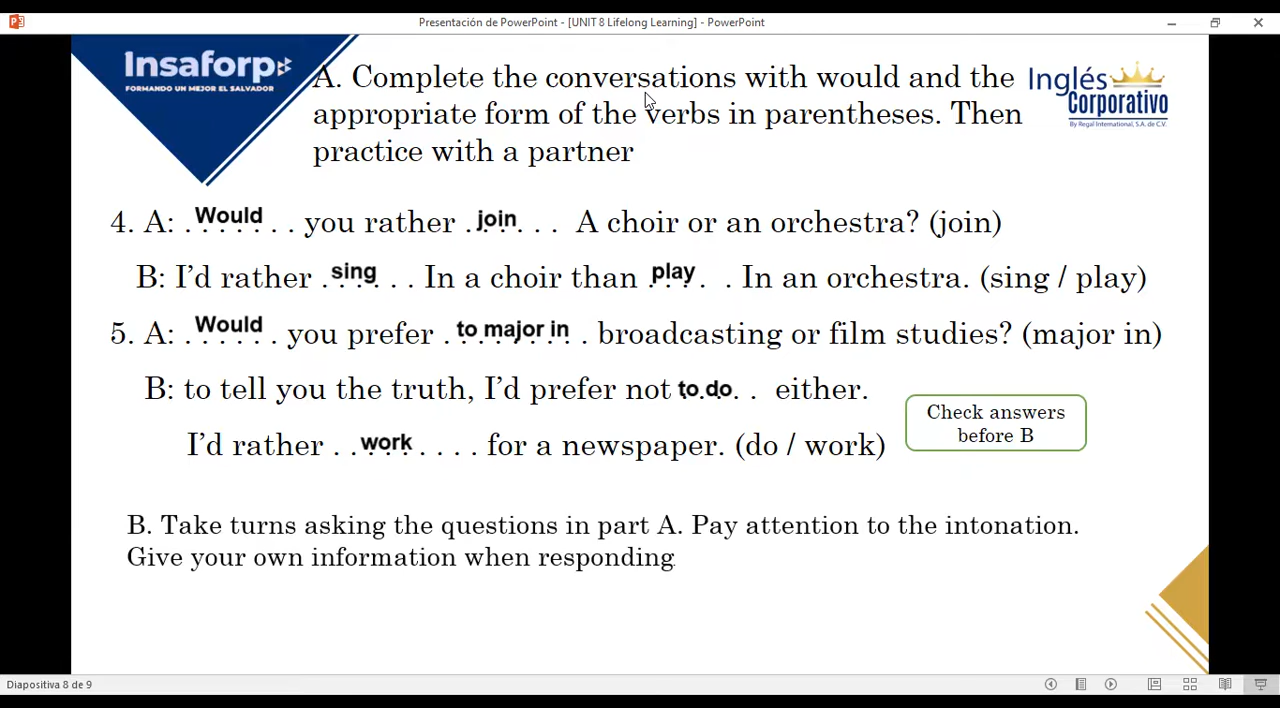 Presentación de PowerPoint - [UNIT 8 Lifelong Learning] - PowerPoint
Insaforp
FORMANDO UN MEJOR EL SALVADOR
A. Complete the conversations with would and the
appropriate form of the verbs in parentheses. Then
practice with a partner
Inglés
Corporativo
By Regal International, S.A. de C.V.
4. A: . Would . . you rather . join . . . A choir or an orchestra? (join)
B: I'd rather . sing . . . In a choir than play . . In an orchestra. (sing / play)
5. A: . Would . you prefer . to major in . broadcasting or film studies? (major in)
B: to tell you the truth, I'd prefer not to do . . either.
I'd rather . . work . . . . for a newspaper. (do / work)
Check answers
before B
B. Take turns asking the questions in part A. Pay attention to the intonation.
Give your own information when responding.
Diapositiva 8 de 9